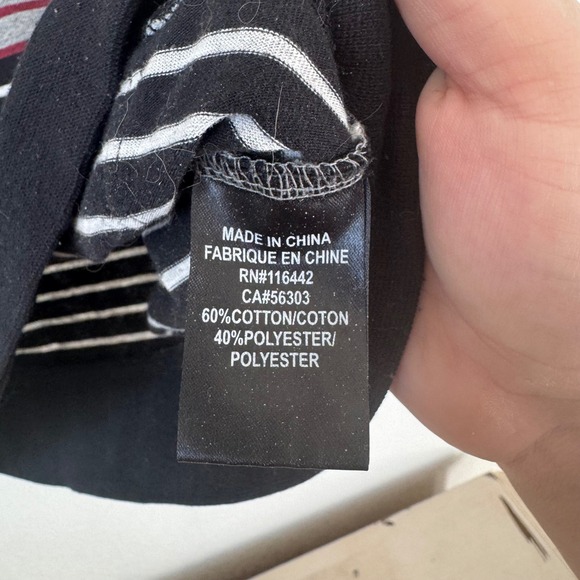 MADE IN CHINA
FABRIQUE EN CHINE
RN#116442
CA#56303
60%COTTON/COTON
40%POLYESTER/
POLYESTER